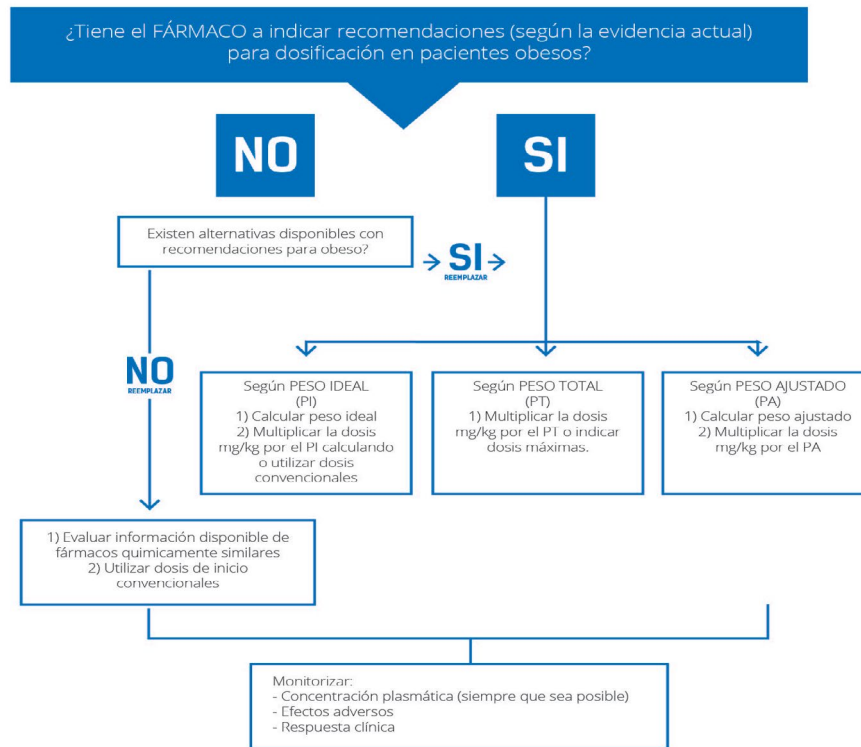 ¿Tiene el FÁRMACO a indicar recomendaciones (según la evidencia actual)
para dosificación en pacientes obesos?
NO
SI
Existen alternativas disponibles con
recomendaciones para obeso?
SI
REEMPLAZAR
NO
REEMPLAZAR
Según PESO IDEAL
(PI)
1) Calcular peso ideal
2) Multiplicar la dosis
mg/kg por el PI calculando
o utilizar dosis
convencionales
Según PESO TOTAL
(PT)
1) Multiplicar la dosis
mg/kg por el PT o indicar
dosis máximas.
Según PESO AJUSTADO
(PA)
1) Calcular peso ajustado
2) Multiplicar la dosis
mg/kg por el PA
1) Evaluar información disponible de
fármacos quimicamente similares
2) Utilizar dosis de inicio
convencionales
Monitorizar:
- Concentración plasmática (siempre que sea posible)
- Efectos adversos
- Respuesta clínica